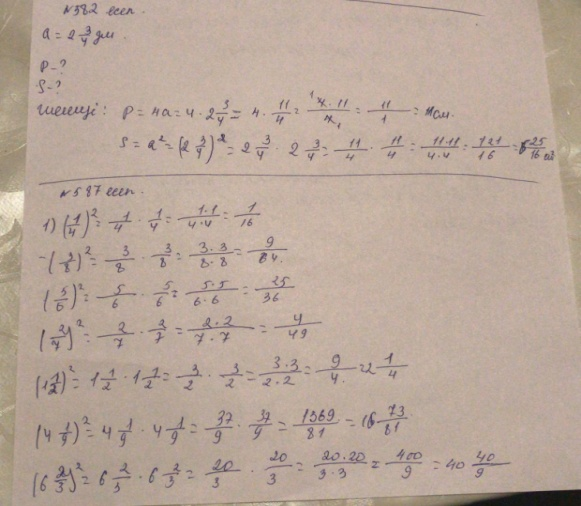 №382 есеп.
a = 2 3/4 дм
P-?
S-?
Шешуі: P = 4a = 4 · 2 3/4 = 4 · 11/4 = 4·11/4 = 11/1 = 11
S = a² = (2 3/4)² = 2 3/4 · 2 3/4 = 11/4 · 11/4 = 11·11/4·4 = 121/16 = 25/16
№587 есеп.
1) (1/4)² = 1/4 · 1/4 = 1·1/4·4 = 1/16
(3/8)² = 3/8 · 3/8 = 3·3/8·8 = 9/64.
(5/6)² = 5/6 · 5/6 = 5·5/6·6 = 25/36
(2/7)² = 2/7 · 2/7 = 2·2/7·7 = 4/49
(1 1/2)² = 1 1/2 · 1 1/2 = 3/2 · 3/2 = 3·3/2·2 = 9/4 = 2 1/4
(4 1/9)² = 4 1/9 · 4 1/9 = 37/9 · 37/9 = 1369/81 = 16 73/81
(6 2/3)² = 6 2/3 · 6 2/3 = 20/3 · 20/3 = 20·20/3·3 = 400/9 = 40 40/9